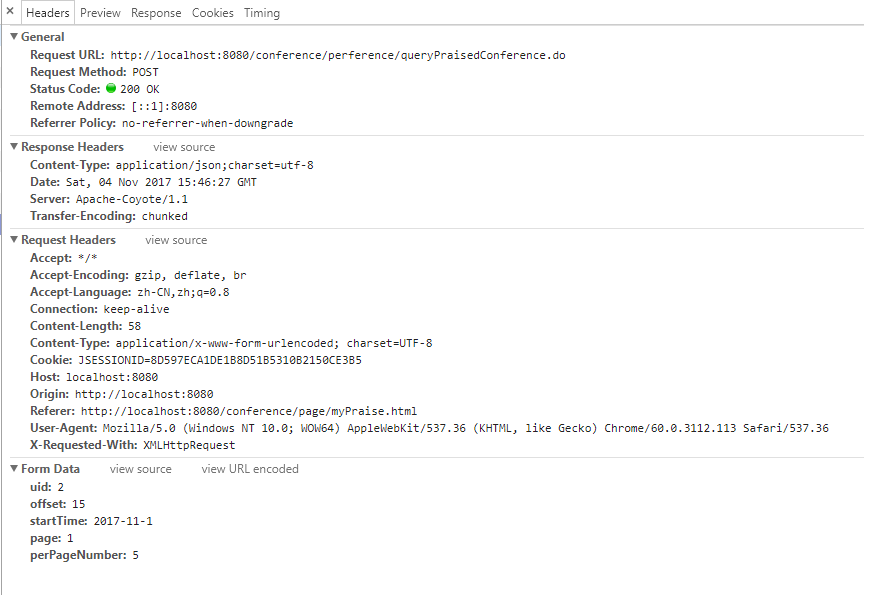 × Headers Preview Response Cookies Timing
▼ General
Request URL: http://localhost:8080/conference/perference/queryPraisedConference.do
Request Method: POST
Status Code: 200 OK
Remote Address: [::1]:8080
Referrer Policy: no-referrer-when-downgrade
▼ Response Headers view source
Content-Type: application/json;charset=utf-8
Date: Sat, 04 Nov 2017 15:46:27 GMT
Server: Apache-Coyote/1.1
Transfer-Encoding: chunked
▼ Request Headers view source
Accept: */*
Accept-Encoding: gzip, deflate, br
Accept-Language: zh-CN,zh;q=0.8
Connection: keep-alive
Content-Length: 58
Content-Type: application/x-www-form-urlencoded; charset=UTF-8
Cookie: JSESSIONID=8D597ECA1DE1B8D51B5310B2150CE3B5
Host: localhost:8080
Origin: http://localhost:8080
Referer: http://localhost:8080/conference/page/myPraise.html
User-Agent: Mozilla/5.0 (Windows NT 10.0; WOW64) AppleWebKit/537.36 (KHTML, like Gecko) Chrome/60.0.3112.113 Safari/537.36
X-Requested-With: XMLHttpRequest
▼ Form Data view source view URL encoded
uid: 2
offset: 15
startTime: 2017-11-1
page: 1
perPageNumber: 5